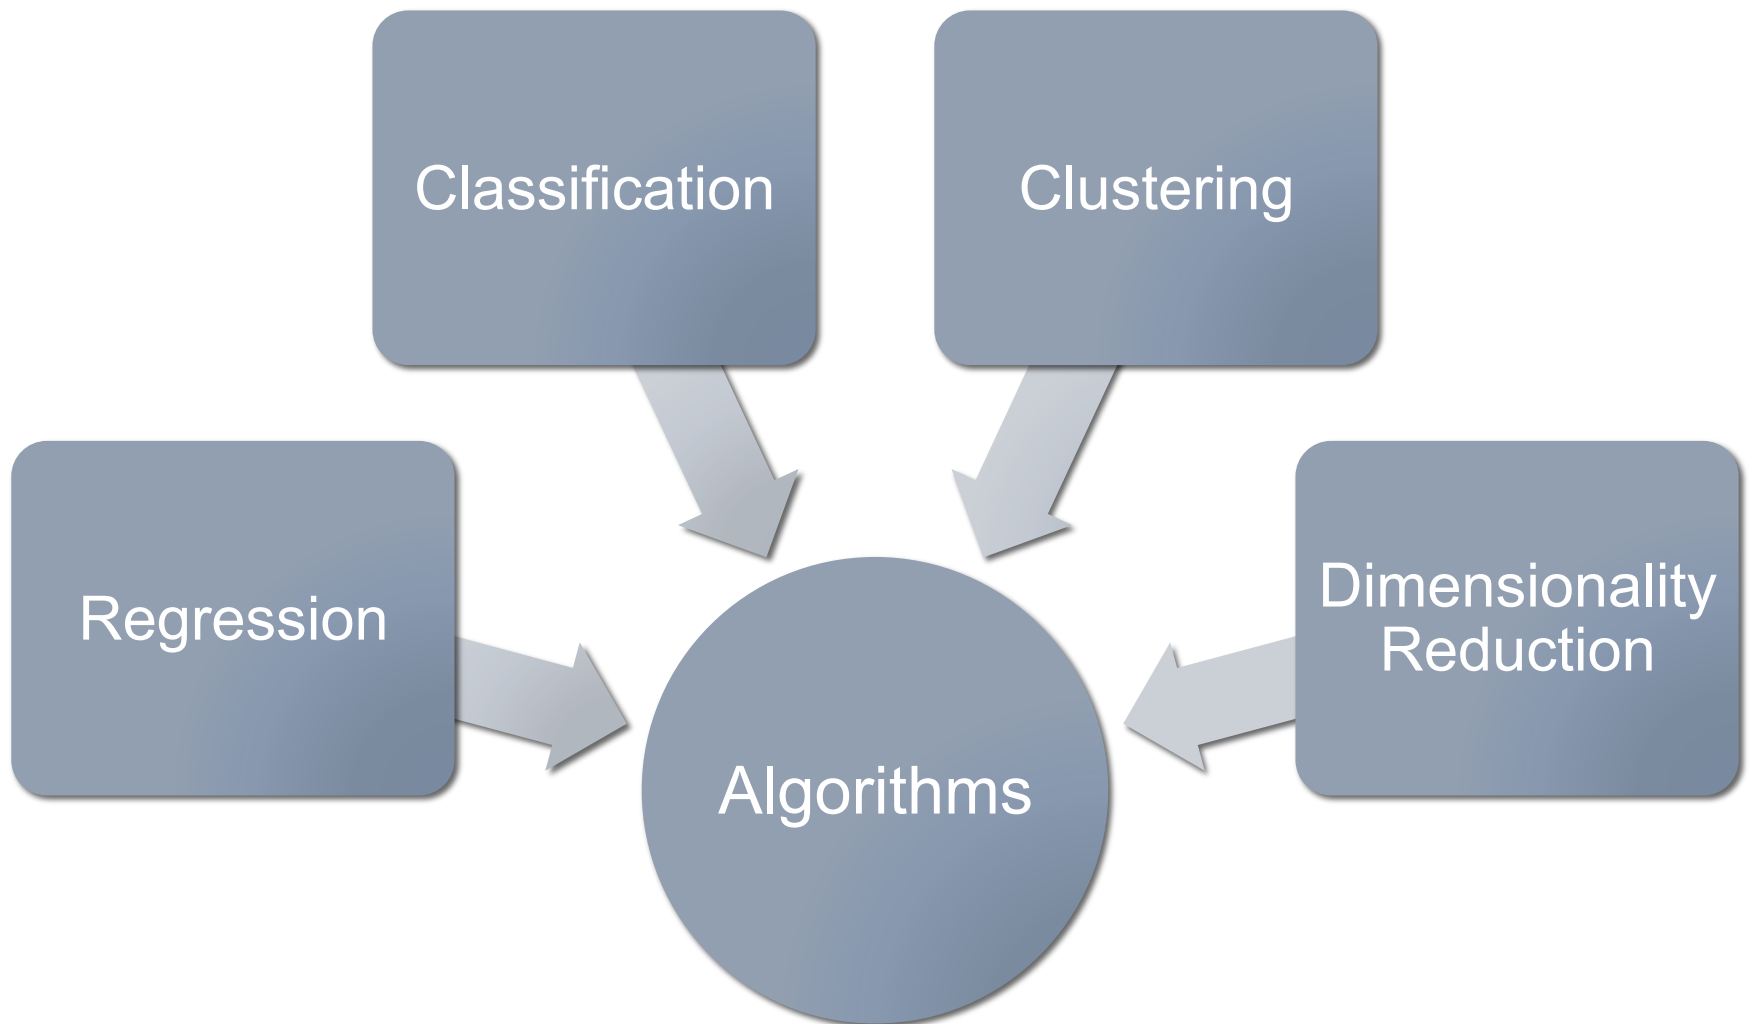 Classification
Clustering
Regression
Dimensionality
Reduction
Algorithms